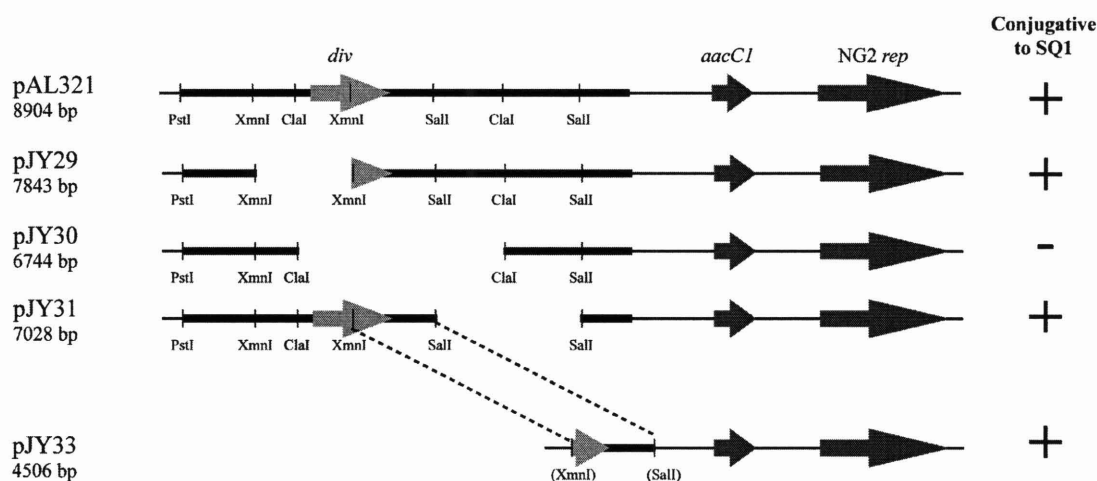 Conjugative
to SQ1
div
aacC1
NG2 rep
pAL321
8904 bp
+
PstI XmnI ClaI XmnI SalI ClaI SalI
pJY29
7843 bp
+
PstI XmnI XmnI SalI ClaI SalI
pJY30
6744 bp
-
PstI XmnI ClaI ClaI SalI
pJY31
7028 bp
+
PstI XmnI ClaI XmnI SalI SalI
pJY33
4506 bp
+
(XmnI) (SalI)